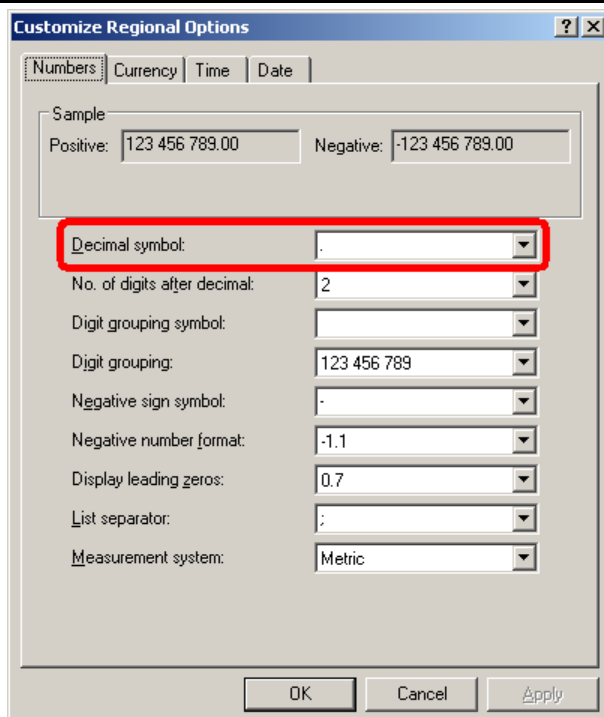 Customize Regional Options
Numbers Currency Time Date
Sample
Positive: 123 456 789.00 Negative: -123 456 789.00
Decimal symbol: .
No. of digits after decimal: 2
Digit grouping symbol:
Digit grouping: 123 456 789
Negative sign symbol: -
Negative number format: -1.1
Display leading zeros: 0.7
List separator: ;
Measurement system: Metric
OK Cancel Apply